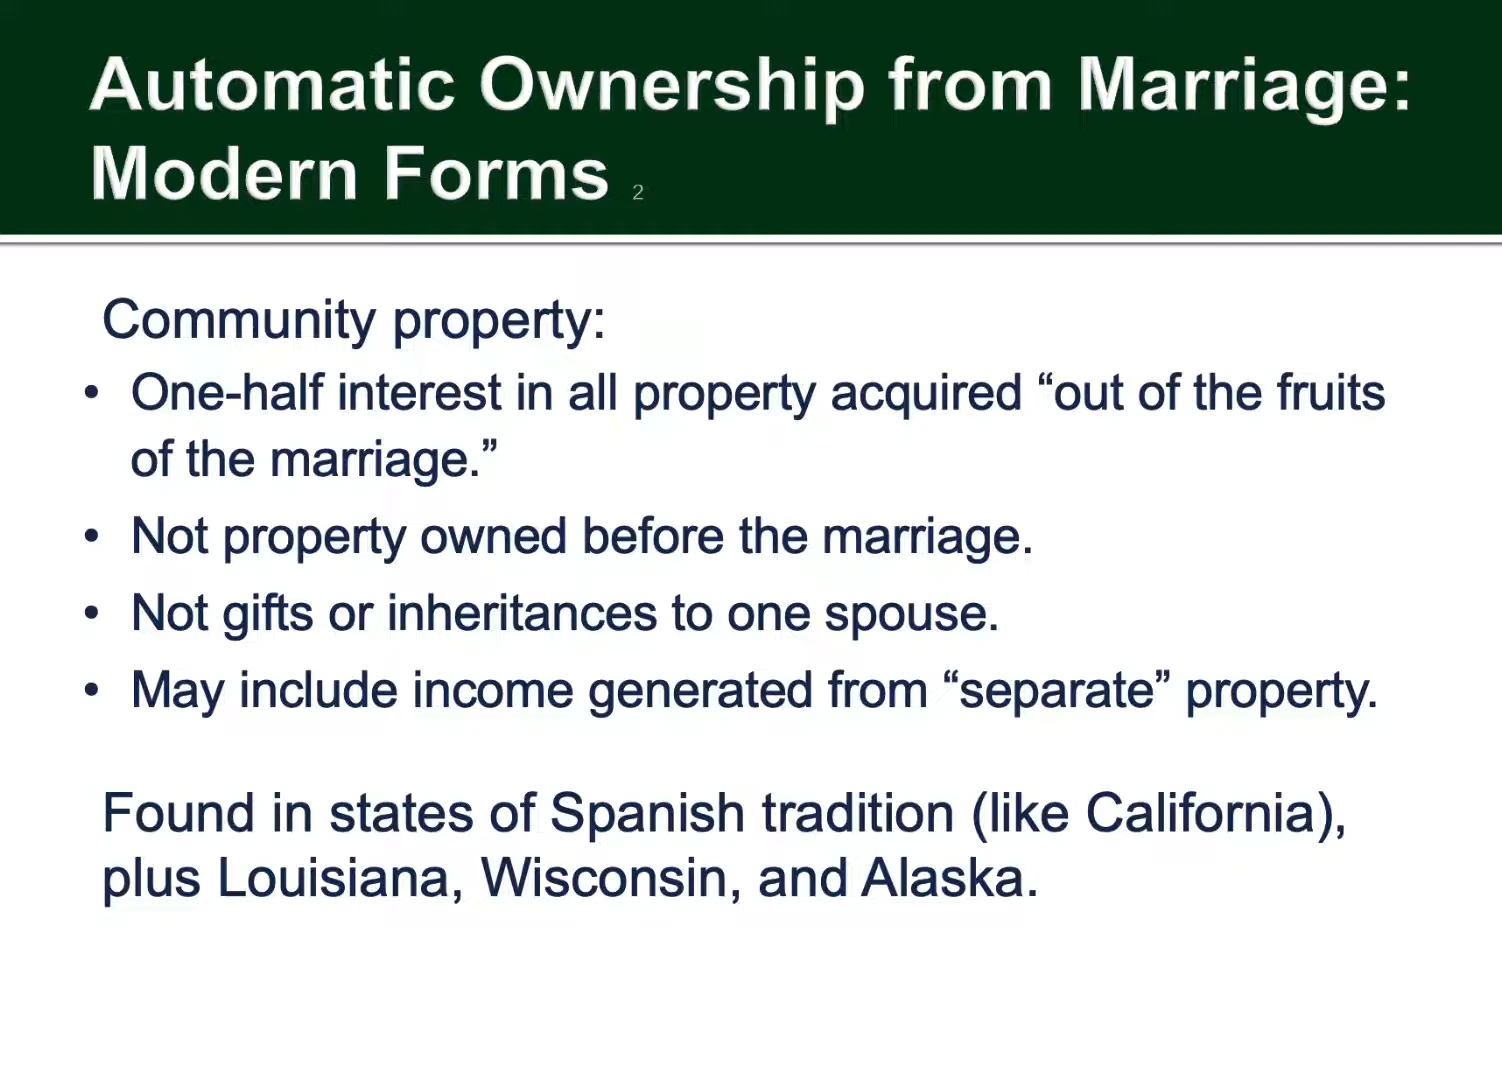 Automatic Ownership from Marriage:
Modern Forms 2
Community property:
• One-half interest in all property acquired “out of the fruits
of the marriage.”
• Not property owned before the marriage.
• Not gifts or inheritances to one spouse.
• May include income generated from “separate” property.
Found in states of Spanish tradition (like California),
plus Louisiana, Wisconsin, and Alaska.